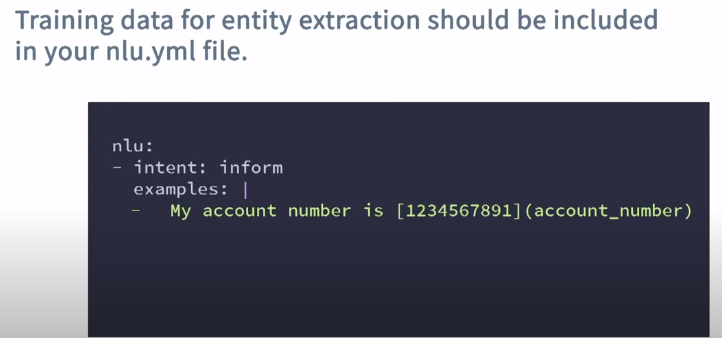 Training data for entity extraction should be included
in your nlu.yml file.
nlu:
- intent: inform
examples: |
- My account number is [1234567891](account_number)